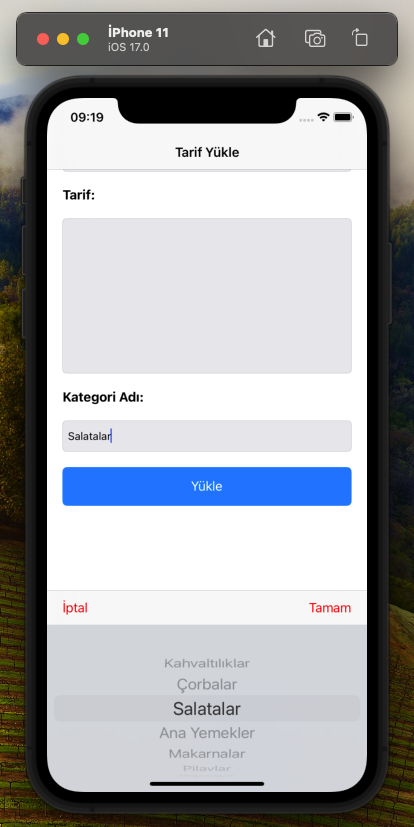 İPhone 11
iOS 17.0
09:19
Tarif Yükle
Tarif:
Kategori Adı:
Salatalar
Yükle
İptal Tamam
Kahvaltılıklar
Çorbalar
Salatalar
Ana Yemekler
Makarnalar
Pilavlar